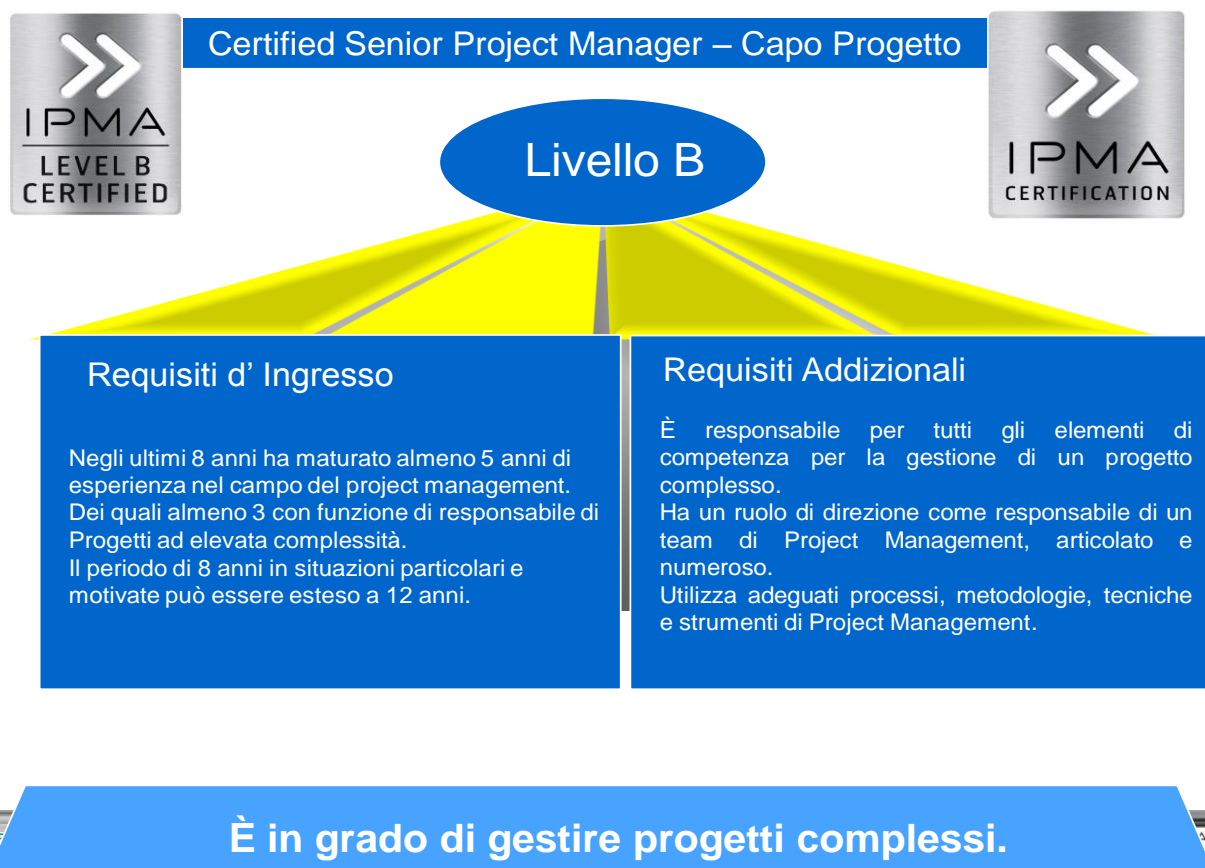 Certified Senior Project Manager – Capo Progetto
IPMA
LEVEL B
CERTIFIED
IPMA
CERTIFICATION
Livello B
Requisiti d’ Ingresso
Negli ultimi 8 anni ha maturato almeno 5 anni di
esperienza nel campo del project management.
Dei quali almeno 3 con funzione di responsabile di
Progetti ad elevata complessità.
Il periodo di 8 anni in situazioni particolari e
motivate può essere esteso a 12 anni.
Requisiti Addizionali
È responsabile per tutti gli elementi di
competenza per la gestione di un progetto
complesso.
Ha un ruolo di direzione come responsabile di un
team di Project Management, articolato e
numeroso.
Utilizza adeguati processi, metodologie, tecniche
e strumenti di Project Management.
È in grado di gestire progetti complessi.